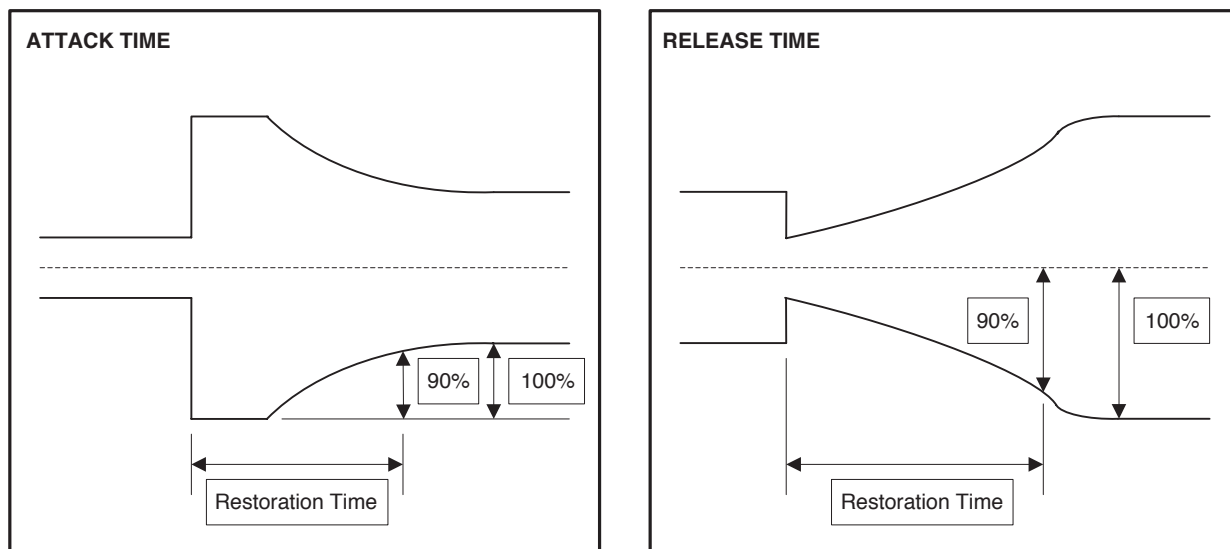 ATTACK TIME
90%
100%
Restoration Time
RELEASE TIME
90%
100%
Restoration Time